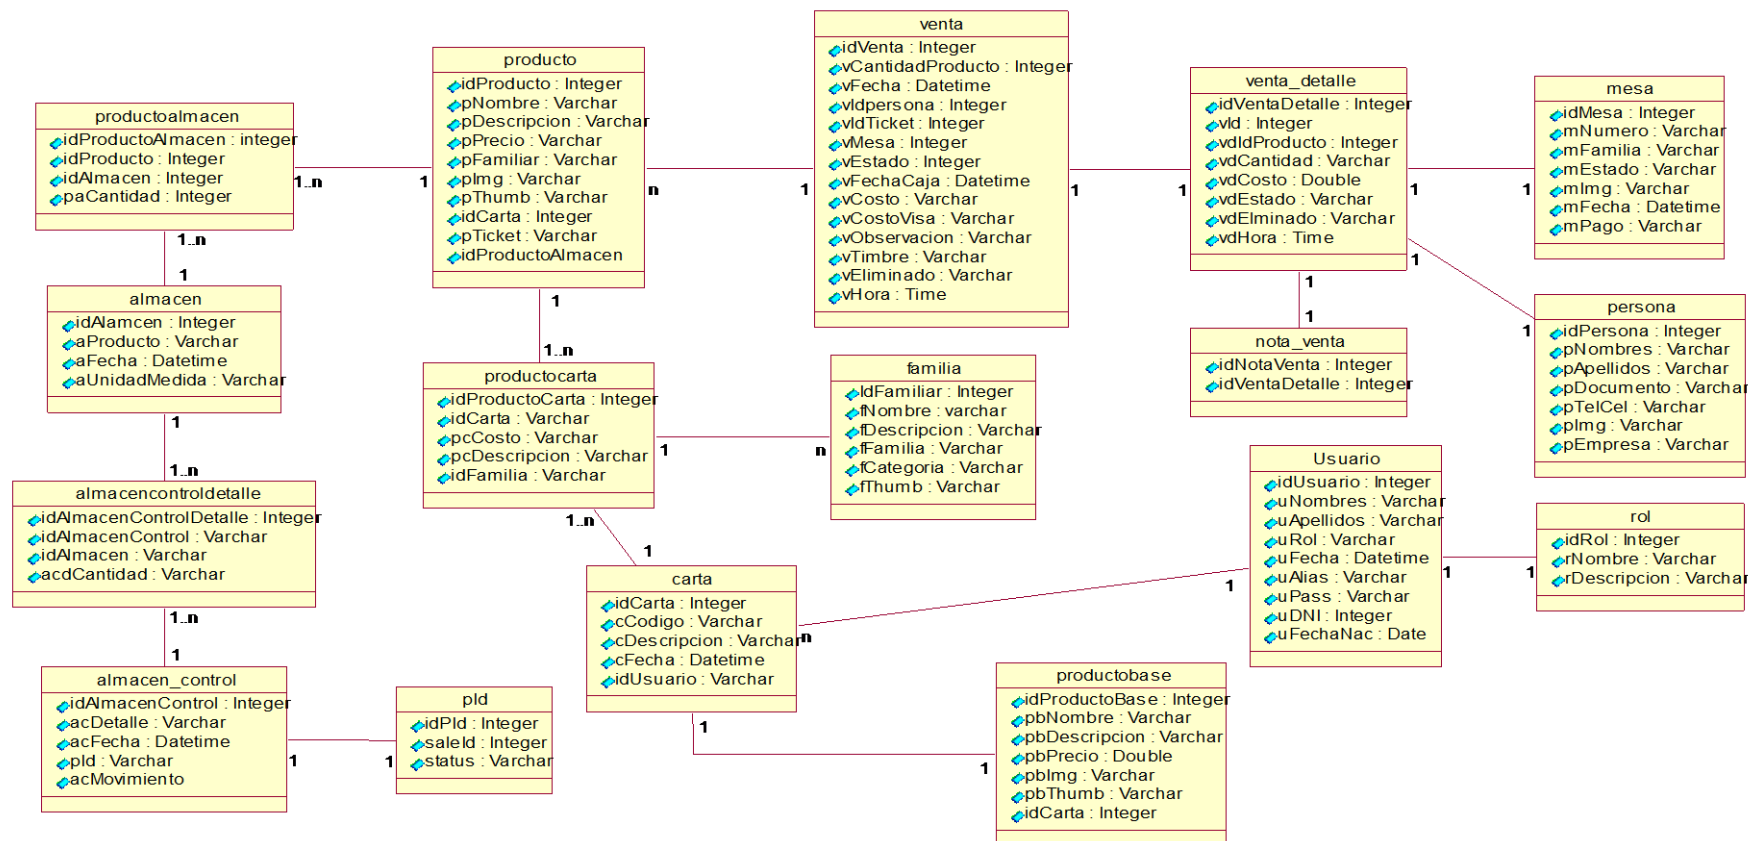 productoalmacen
idProductoAlmacen : integer
idProducto : Integer
idAlmacen : Integer
paCantidad : Integer
1..n
1
1..n
1
producto
idProducto : Integer
pNombre : Varchar
pDescripcion : Varchar
pPrecio : Varchar
pFamiliar : Varchar
pImg : Varchar
pThumb : Varchar
idCarta : Integer
pTicket : Varchar
idProductoAlmacen
n
1
1
1..n
venta
idVenta : Integer
vCantidadProducto : Integer
vFecha : Datetime
vIdpersona : Integer
vIdTicket : Integer
vMesa : Integer
vEstado : Integer
vFechaCaja : Datetime
vCosto : Varchar
vCostoVisa : Varchar
vObservacion : Varchar
vTimbre : Varchar
vEliminado : Varchar
vHora : Time
1
1
venta_detalle
idVentaDetalle : Integer
vId : Integer
vdIdProducto : Integer
vdCantidad : Varchar
vdCosto : Double
vdEstado : Varchar
vdElminado : Varchar
vdHora : Time
1
1
1
1
1
1
mesa
idMesa : Integer
mNumero : Varchar
mFamilia : Varchar
mEstado : Varchar
mImg : Varchar
mFecha : Datetime
mPago : Varchar
almacen
idAlamcen : Integer
aProducto : Varchar
aFecha : Datetime
aUnidadMedida : Varchar
1
1..n
productocarta
idProductoCarta : Integer
idCarta : Varchar
pcCosto : Varchar
pcDescripcion : Varchar
idFamilia : Varchar
1
n
1..n
1
familia
IdFamiliar : Integer
fNombre : varchar
fDescripcion : Varchar
fFamilia : Varchar
fCategoria : Varchar
fThumb : Varchar
nota_venta
idNotaVenta : Integer
idVentaDetalle : Integer
persona
idPersona : Integer
pNombres : Varchar
pApellidos : Varchar
pDocumento : Varchar
pTelCel : Varchar
pImg : Varchar
pEmpresa : Varchar
almacencontroldetalle
idAlmacenControlDetalle : Integer
idAlmacenControl : Varchar
idAlmacen : Varchar
acdCantidad : Varchar
1..n
1
carta
idCarta : Integer
cCodigo : Varchar
cDescripcion : Varchar
cFecha : Datetime
idUsuario : Varchar
n
1
1
1
Usuario
idUsuario : Integer
uNombres : Varchar
uApellidos : Varchar
uRol : Varchar
uFecha : Datetime
uAlias : Varchar
uPass : Varchar
uDNI : Integer
uFechaNac : Date
1
1
rol
idRol : Integer
rNombre : Varchar
rDescripcion : Varchar
almacen_control
idAlmacenControl : Integer
acDetalle : Varchar
acFecha : Datetime
pId : Varchar
acMovimiento
1
1
pId
idPId : Integer
saleId : Integer
status : Varchar
productobase
idProductoBase : Integer
pbNombre : Varchar
pbDescripcion : Varchar
pbPrecio : Double
pbImg : Varchar
pbThumb : Varchar
idCarta : Integer